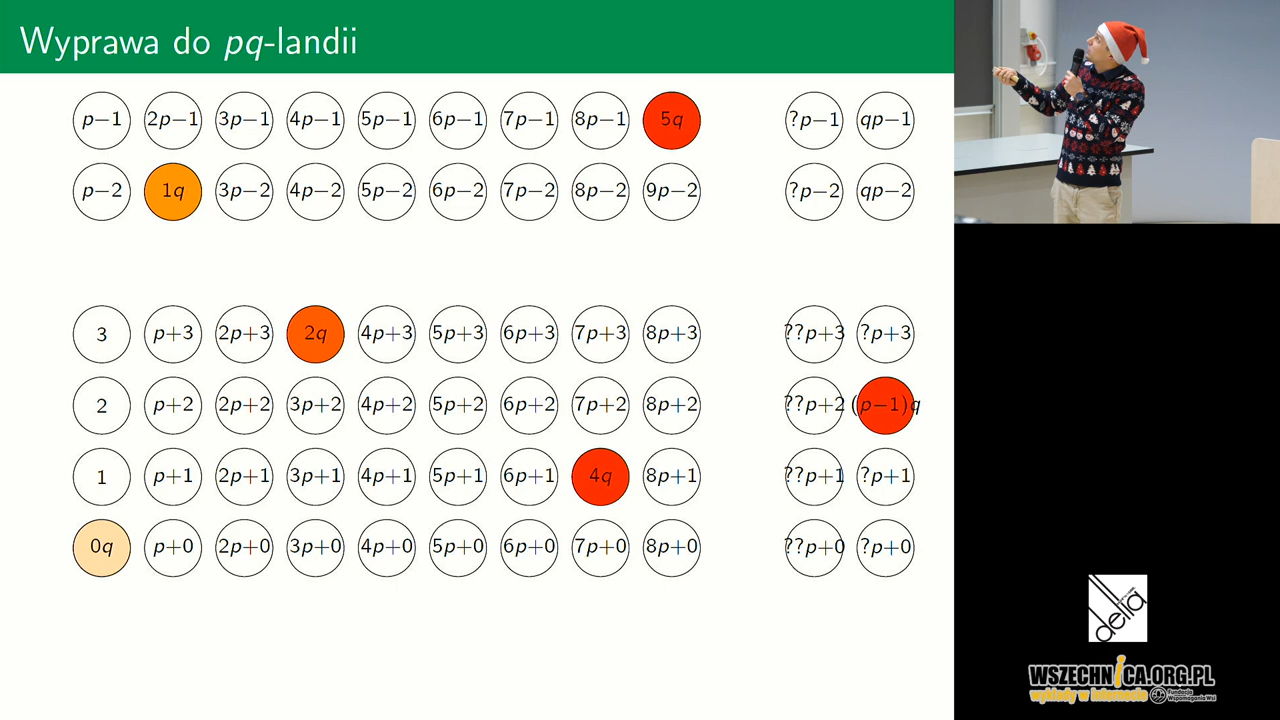 Wyprawa do pq-landii
p−1 2p−1 3p−1 4p−1 5p−1 6p−1 7p−1 8p−1 5q ?p−1 qp−1
p−2 1q 3p−2 4p−2 5p−2 6p−2 7p−2 8p−2 9p−2 ?p−2 qp−2
3 p+3 2p+3 2q 4p+3 5p+3 6p+3 7p+3 8p+3 ??p+3 ?p+3
2 p+2 2p+2 3p+2 4p+2 5p+2 6p+2 7p+2 8p+2 ??p+2 (p−1)q
1 p+1 2p+1 3p+1 4p+1 5p+1 6p+1 4q 8p+1 ??p+1 ?p+1
0q p+0 2p+0 3p+0 4p+0 5p+0 6p+0 7p+0 8p+0 ??p+0 ?p+0
delta
WSZECHNICA.ORG.PL
wykłady w internecie
Fundacja
Wspomagania Wsi